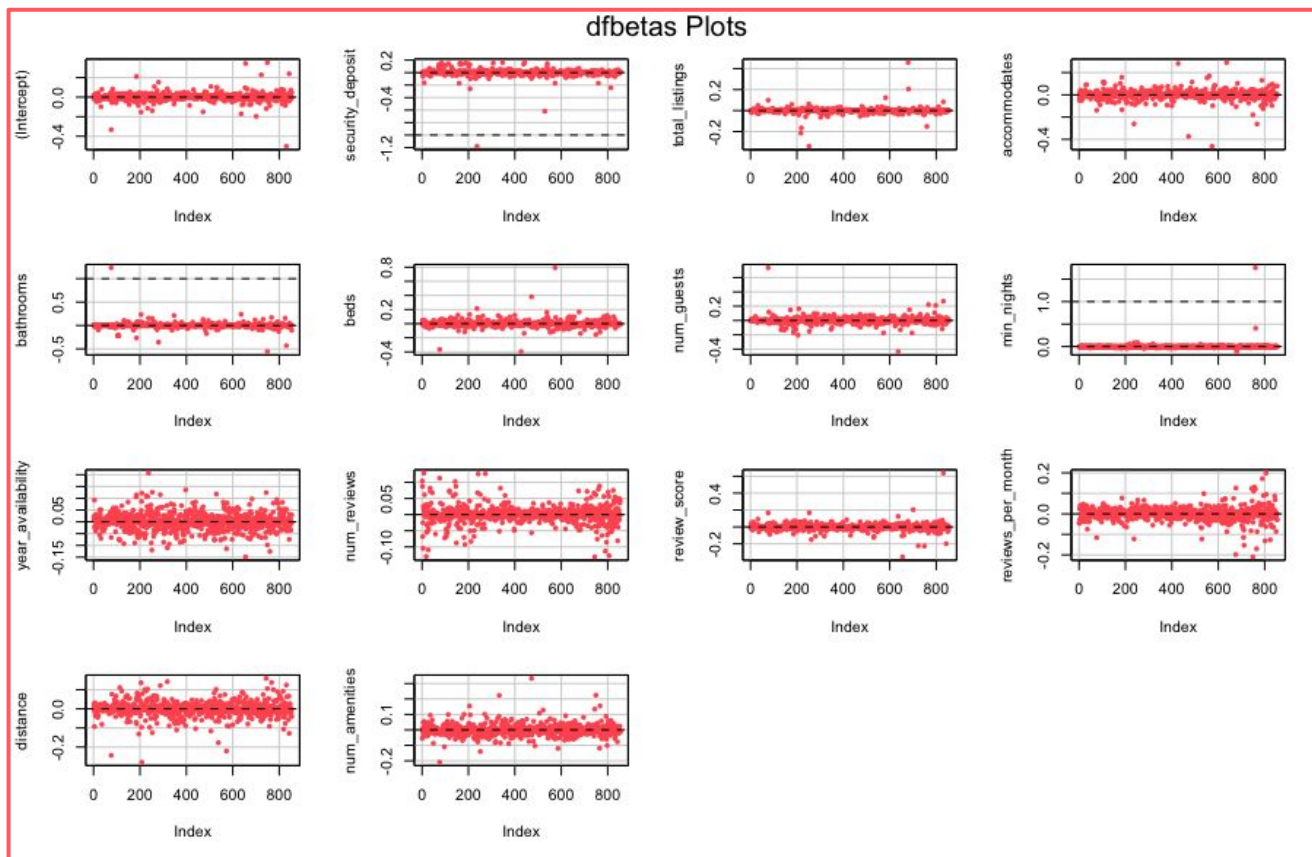 dfbetas Plots
(Intercept)
-0.4 0.0
0 200 400 600 800
Index
security_deposit
-1.2 -0.4 0.2
0 200 400 600 800
Index
total_listings
-0.2 0.2
0 200 400 600 800
Index
accommodates
-0.4 0.0
0 200 400 600 800
Index
bathrooms
-0.5 0.5
0 200 400 600 800
Index
beds
-0.4 0.2 0.8
0 200 400 600 800
Index
num_guests
-0.4 0.2
0 200 400 600 800
Index
min_nights
0.0 1.0
0 200 400 600 800
Index
year_availability
-0.15 0.05
0 200 400 600 800
Index
num_reviews
-0.10 0.05
0 200 400 600 800
Index
review_score
-0.2 0.4
0 200 400 600 800
Index
reviews_per_month
-0.2 0.0 0.2
0 200 400 600 800
Index
distance
-0.2 0.0
0 200 400 600 800
Index
num_amenities
-0.2 0.1
0 200 400 600 800
Index